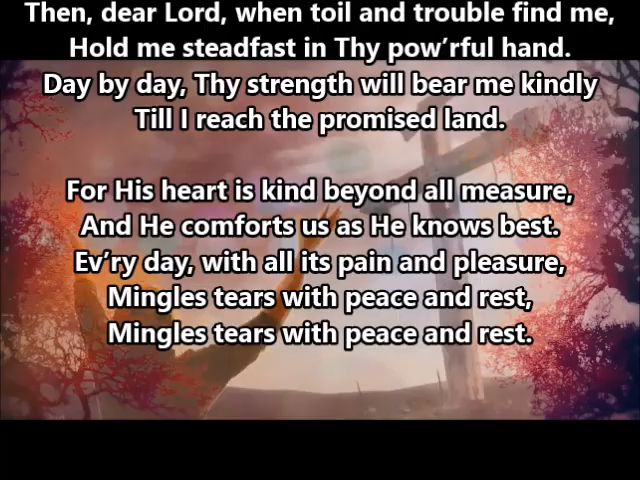 Then, dear Lord, when toil and trouble find me,
Hold me steadfast in Thy pow’rful hand.
Day by day, Thy strength will bear me kindly
Till I reach the promised land.
For His heart is kind beyond all measure,
And He comforts us as He knows best.
Ev’ry day, with all its pain and pleasure,
Mingles tears with peace and rest,
Mingles tears with peace and rest.